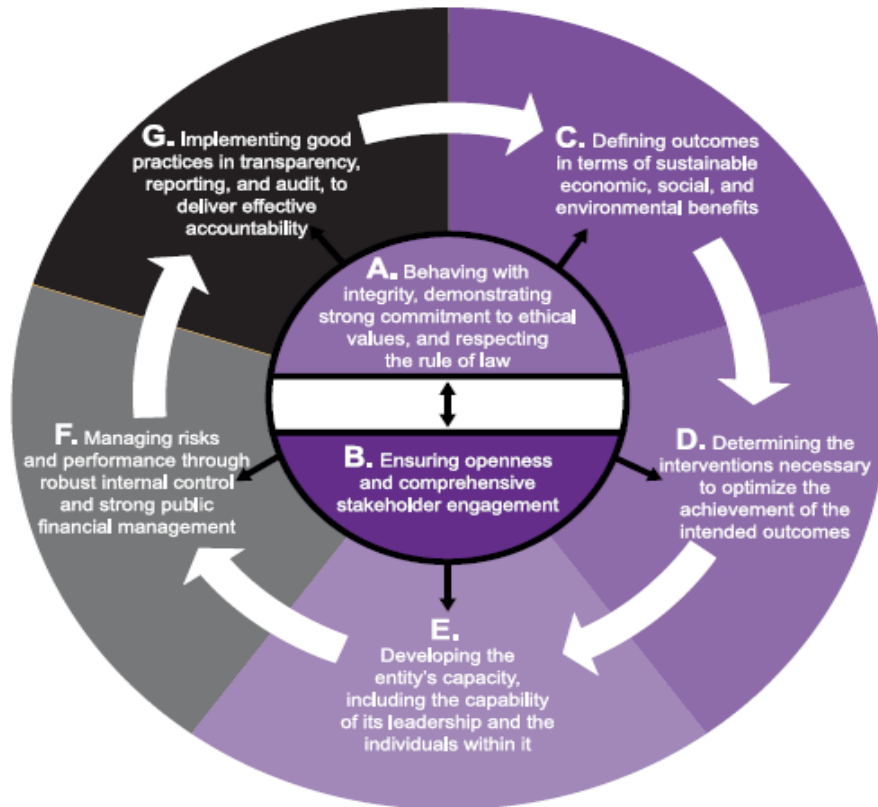 G. Implementing good
practices in transparency,
reporting, and audit, to
deliver effective
accountability
C. Defining outcomes
in terms of sustainable
economic, social, and
environmental benefits
A. Behaving with
integrity, demonstrating
strong commitment to ethical
values, and respecting
the rule of law
F. Managing risks
and performance through
robust internal control
and strong public
financial management
B. Ensuring openness
and comprehensive
stakeholder engagement
D. Determining the
interventions necessary
to optimize the
achievement of the
intended outcomes
E.
Developing the
entity's capacity,
including the capability
of its leadership and the
individuals within it